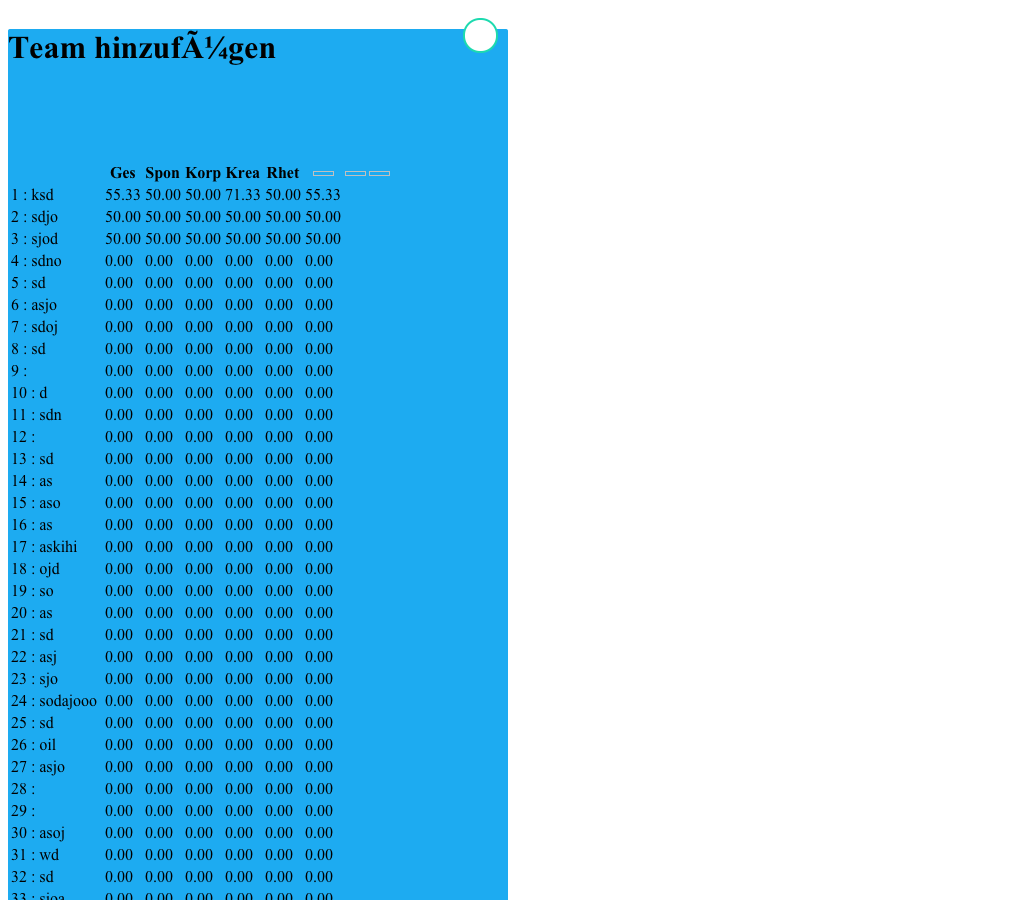 Team hinzufÃ¼gen
Ges Spon Korp Krea Rhet
1 : ksd 55.33 50.00 50.00 71.33 50.00 55.33
2 : sdjo 50.00 50.00 50.00 50.00 50.00 50.00
3 : sjod 50.00 50.00 50.00 50.00 50.00 50.00
4 : sdno 0.00 0.00 0.00 0.00 0.00 0.00
5 : sd 0.00 0.00 0.00 0.00 0.00 0.00
6 : asjo 0.00 0.00 0.00 0.00 0.00 0.00
7 : sdoj 0.00 0.00 0.00 0.00 0.00 0.00
8 : sd 0.00 0.00 0.00 0.00 0.00 0.00
9 : 0.00 0.00 0.00 0.00 0.00 0.00
10 : d 0.00 0.00 0.00 0.00 0.00 0.00
11 : sdn 0.00 0.00 0.00 0.00 0.00 0.00
12 : 0.00 0.00 0.00 0.00 0.00 0.00
13 : sd 0.00 0.00 0.00 0.00 0.00 0.00
14 : as 0.00 0.00 0.00 0.00 0.00 0.00
15 : aso 0.00 0.00 0.00 0.00 0.00 0.00
16 : as 0.00 0.00 0.00 0.00 0.00 0.00
17 : askihi 0.00 0.00 0.00 0.00 0.00 0.00
18 : ojd 0.00 0.00 0.00 0.00 0.00 0.00
19 : so 0.00 0.00 0.00 0.00 0.00 0.00
20 : as 0.00 0.00 0.00 0.00 0.00 0.00
21 : sd 0.00 0.00 0.00 0.00 0.00 0.00
22 : asj 0.00 0.00 0.00 0.00 0.00 0.00
23 : sjo 0.00 0.00 0.00 0.00 0.00 0.00
24 : sodajooo 0.00 0.00 0.00 0.00 0.00 0.00
25 : sd 0.00 0.00 0.00 0.00 0.00 0.00
26 : oil 0.00 0.00 0.00 0.00 0.00 0.00
27 : asjo 0.00 0.00 0.00 0.00 0.00 0.00
28 : 0.00 0.00 0.00 0.00 0.00 0.00
29 : 0.00 0.00 0.00 0.00 0.00 0.00
30 : asoj 0.00 0.00 0.00 0.00 0.00 0.00
31 : wd 0.00 0.00 0.00 0.00 0.00 0.00
32 : sd 0.00 0.00 0.00 0.00 0.00 0.00
33 : sioa 0.00 0.00 0.00 0.00 0.00 0.00